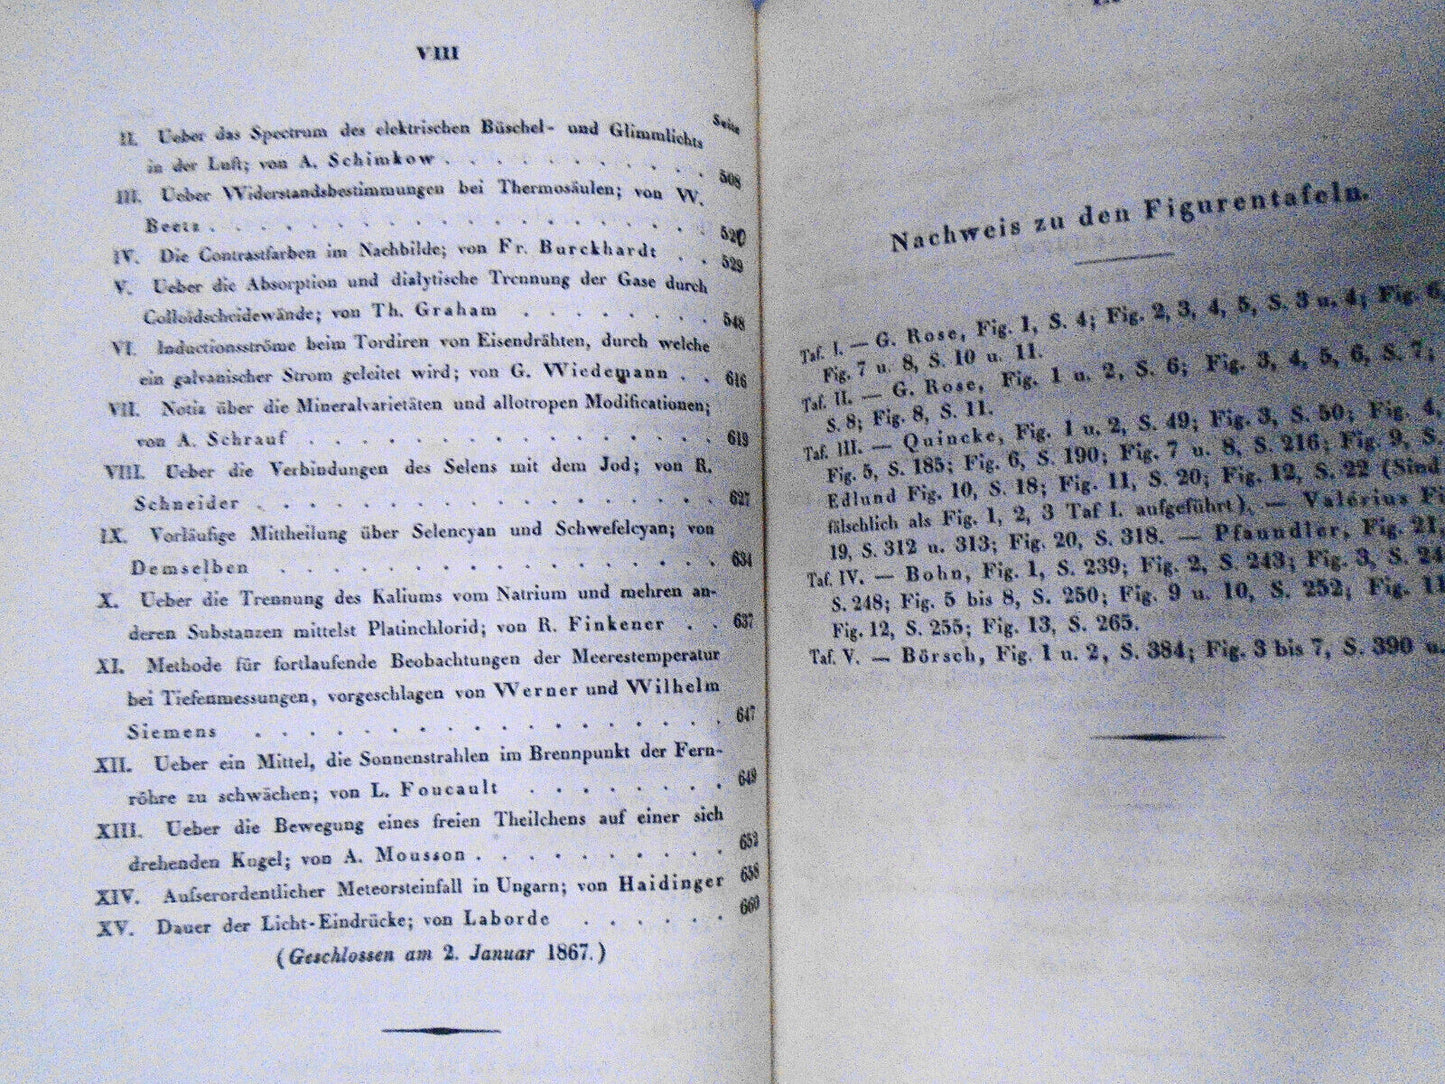 VIII
Seite
II. Ueber das Spectrum des elektrischen Büschel- und Glimmlichts
in der Luft; von A. Schimkow . . . . . . . . . . 508
III. Ueber Widerstandsbestimmungen bei Thermosäulen; von W.
Beetz . . . . . . . . . . . . . . . . . 520
IV. Die Contrastfarben im Nachbilde; von Fr. Burckhardt . . 529
V. Ueber die Absorption und dialytische Trennung der Gase durch
Colloidscheidewände; von Th. Graham . . . . . . . 548
VI. Inductionsströme beim Tordiren von Eisendrähten, durch welche
ein galvanischer Strom geleitet wird; von G. Wiedemann . . 616
VII. Notiz über die Mineralvarietäten und allotropen Modificationen;
von A. Schrauf . . . . . . . . . . . . . . 619
VIII. Ueber die Verbindungen des Selens mit dem Jod; von R.
Schneider . . . . . . . . . . . . . . . 627
IX. Vorläufige Mittheilung über Selencyan und Schwefelcyan; von
Demselben . . . . . . . . . . . . . . . 634
X. Ueber die Trennung des Kaliums vom Natrium und mehren an-
deren Substanzen mittelst Platinchlorid; von R. Finkener . . 637
XI. Methode für fortlaufende Beobachtungen der Meerestemperatur
bei Tiefenmessungen, vorgeschlagen von Werner und Wilhelm
Siemens . . . . . . . . . . . . . . . . 647
XII. Ueber ein Mittel, die Sonnenstrahlen im Brennpunkt der Fern-
röhre zu schwächen; von L. Foucault . . . . . . . 649
XIII. Ueber die Bewegung eines freien Theilchens auf einer sich
drehenden Kugel; von A. Mousson . . . . . . . . . 652
XIV. Aufserordentlicher Meteorsteinfall in Ungarn; von Haidinger 658
XV. Dauer der Licht-Eindrücke; von Laborde . . . . . . 660
(Geschlossen am 2. Januar 1867.)
Nachweis zu den Figurentafeln.
Taf. I. — G. Rose, Fig. 1, S. 4; Fig. 2, 3, 4, 5, S. 3 u. 4; Fig. 6,
Fig. 7 u. 8, S. 10 u. 11.
Taf. II. — G. Rose, Fig. 1 u. 2, S. 6; Fig. 3, 4, 5, 6, S. 7;
S. 8; Fig. 8, S. 11.
Taf. III. — Quincke, Fig. 1 u. 2, S. 49; Fig. 3, S. 50; Fig. 4,
Fig. 5, S. 185; Fig. 6, S. 190; Fig. 7 u. 8, S. 216; Fig. 9, S.
Edlund Fig. 10, S. 18; Fig. 11, S. 20; Fig. 12, S. 22 (Sind
fälschlich als Fig. 1, 2, 3 Taf I. aufgeführt). — Valérius Fi
19, S. 312 u. 313; Fig. 20, S. 318. — Pfaundler, Fig. 21,
Taf. IV. — Bohn, Fig. 1, S. 239; Fig. 2, S. 243; Fig. 3, S. 24
S. 248; Fig. 5 bis 8, S. 250; Fig. 9 u. 10, S. 252; Fig. 11
Fig. 12, S. 255; Fig. 13, S. 265.
Taf. V. — Börsch, Fig. 1 u. 2, S. 384; Fig. 3 bis 7, S. 390 u.